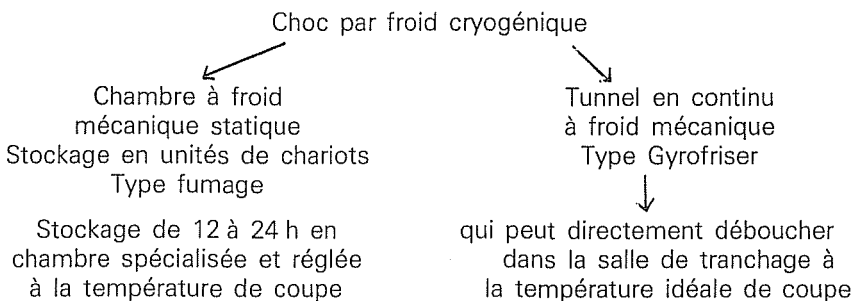 Choc par froid cryogénique
Chambre à froid
mécanique statique
Stockage en unités de chariots
Type fumage
Stockage de 12 à 24 h en
chambre spécialisée et réglée
à la température de coupe
Tunnel en continu
à froid mécanique
Type Gyrofriser
qui peut directement déboucher
dans la salle de tranchage à
la température idéale de coupe